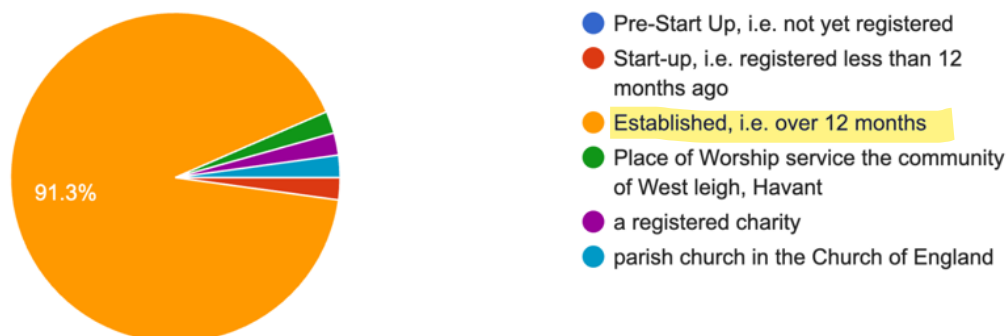 91.3%
Pre-Start Up, i.e. not yet registered
Start-up, i.e. registered less than 12
months ago
Established, i.e. over 12 months
Place of Worship service the community
of West leigh, Havant
a registered charity
parish church in the Church of England